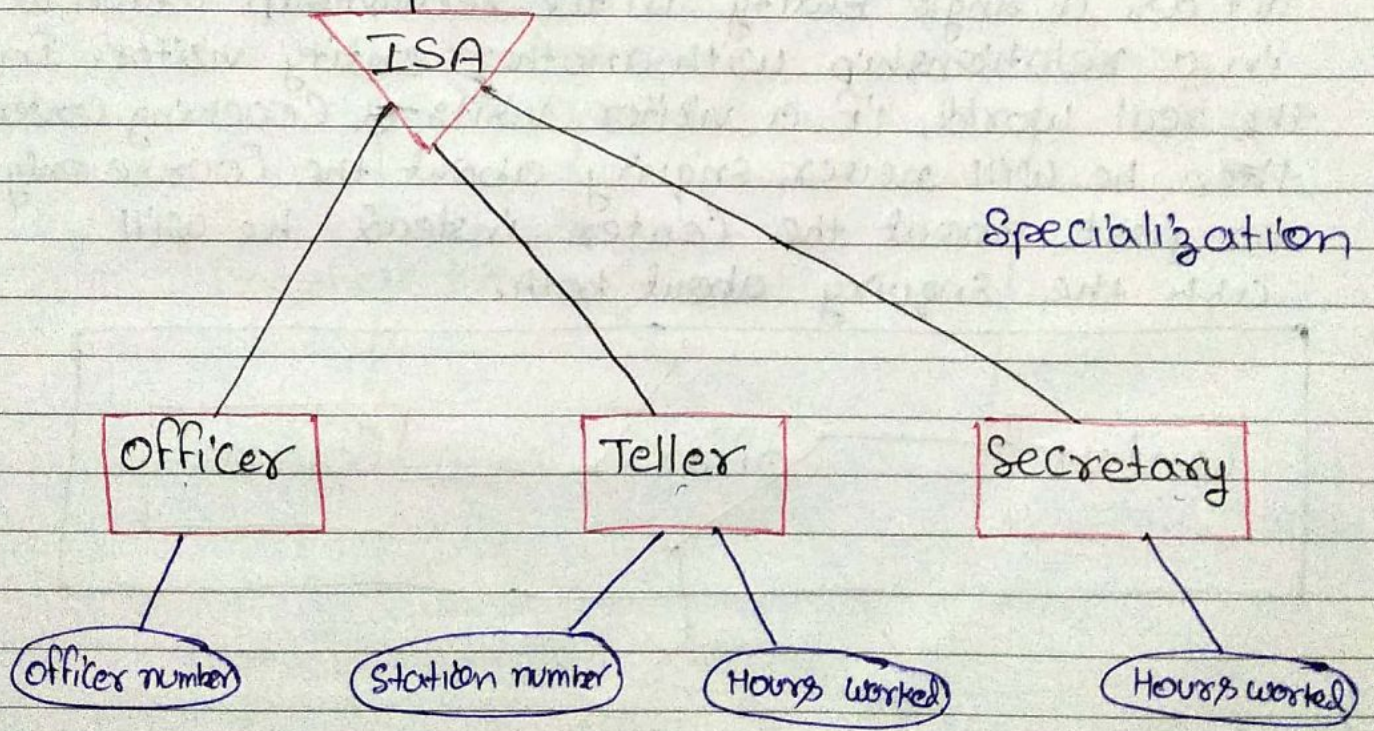 ISA
Specialization
Officer
Teller
Secretary
Officer number
Station number
Hours worked
Hours worked